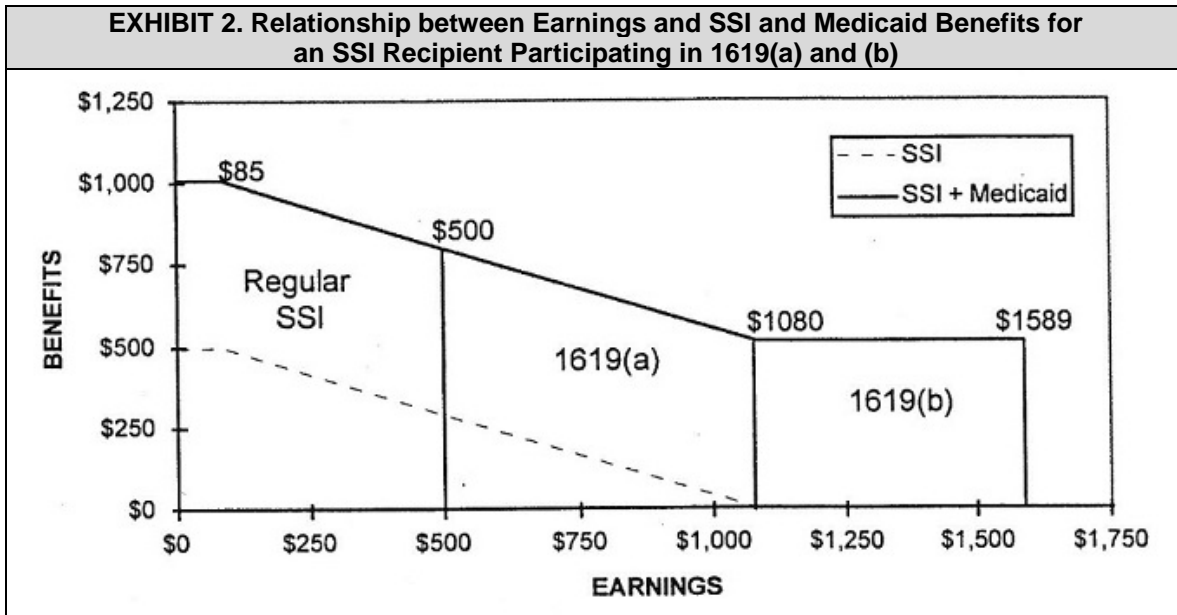 EXHIBIT 2. Relationship between Earnings and SSI and Medicaid Benefits for
an SSI Recipient Participating in 1619(a) and (b)
$1,250
$1,000
$750
$500
$250
$0
BENEFITS
$85
$500
$1080
$1589
Regular
SSI
1619(a)
1619(b)
SSI
SSI + Medicaid
$0
$250
$500
$750
$1,000
$1,250
$1,500
$1,750
EARNINGS